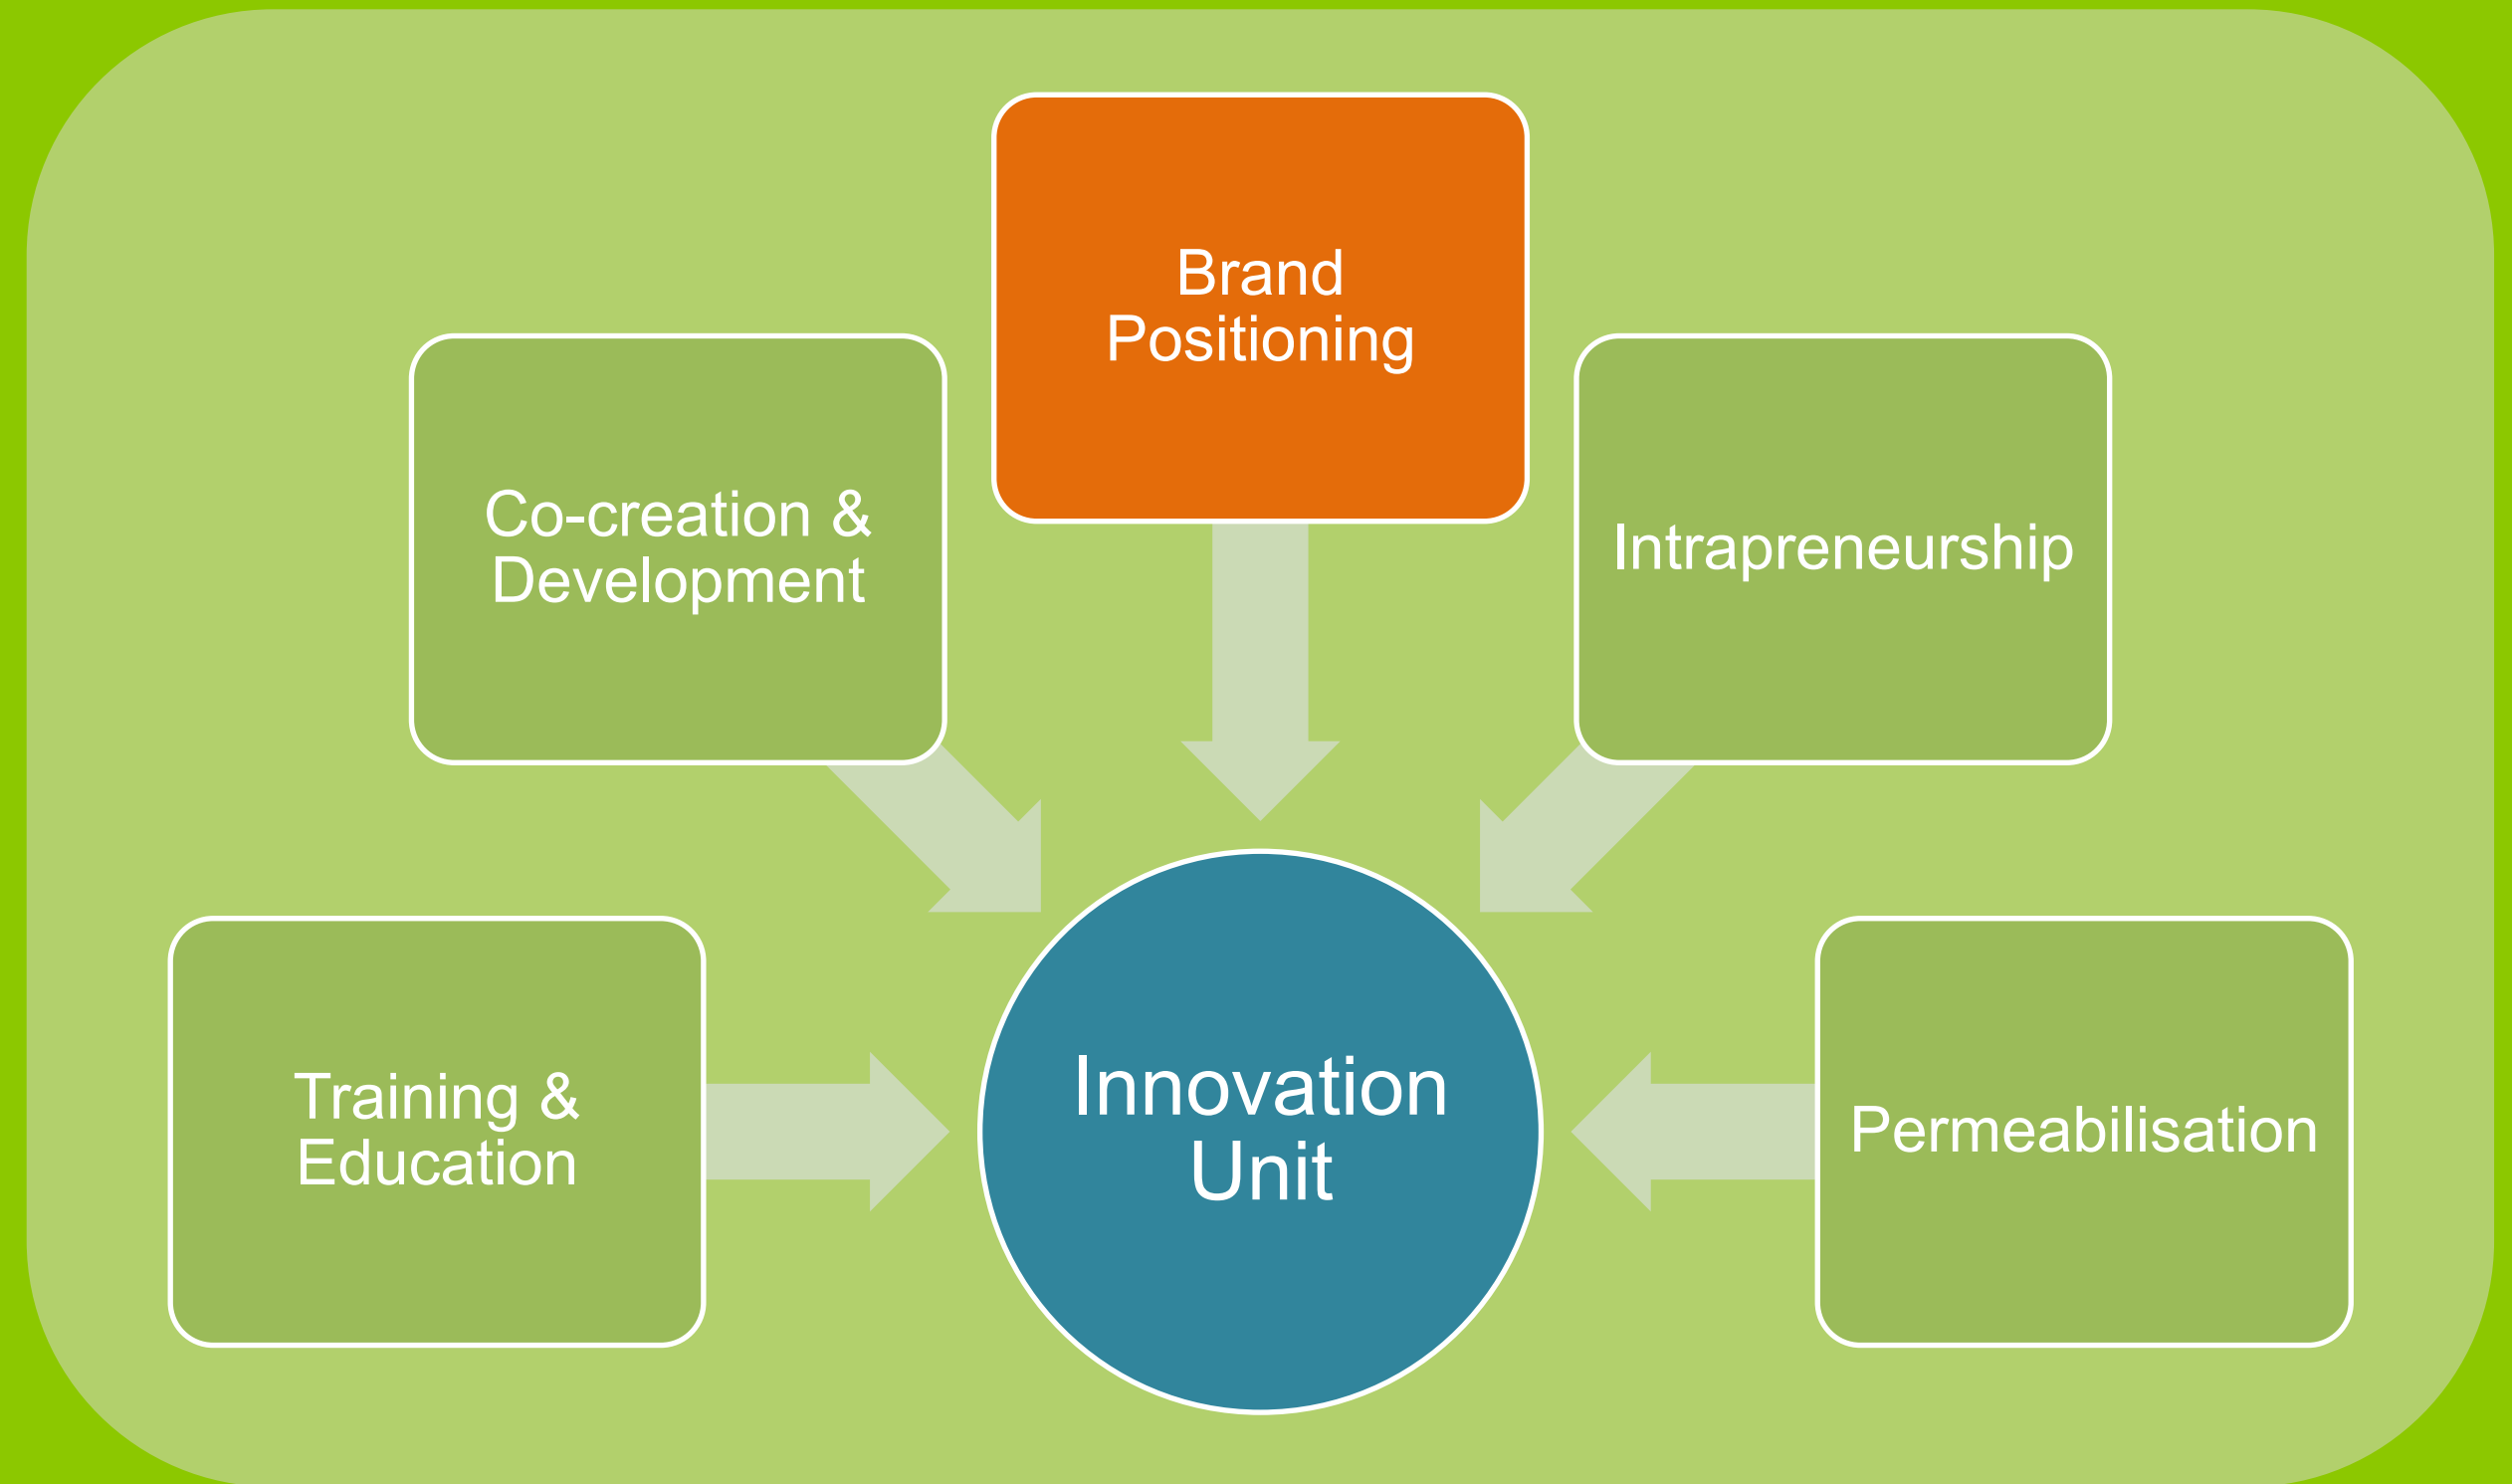 Brand
Positioning
Co-creation &
Development
Intrapreneurship
Training &
Education
Innovation
Unit
Permeabilisation